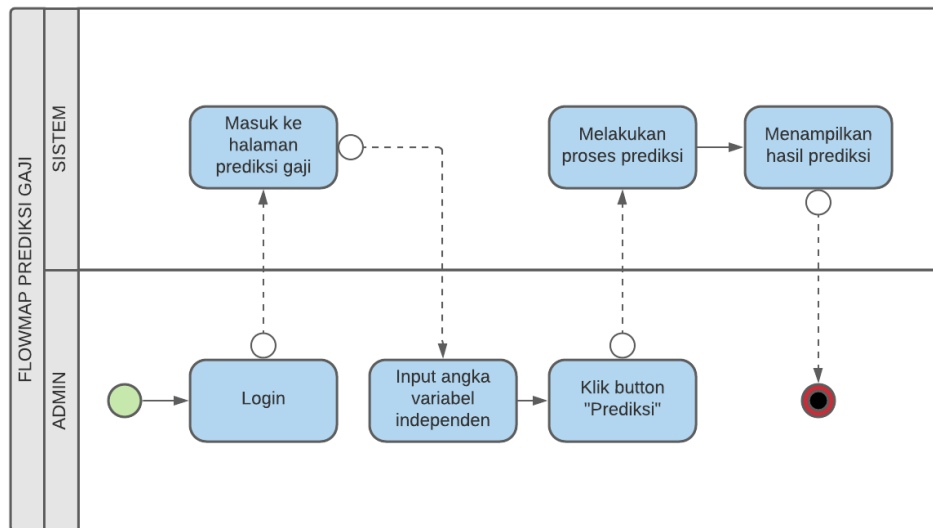 FLOWMAP PREDIKSI GAJI
SISTEM
Masuk ke
halaman
prediksi gaji
Melakukan
proses prediksi
Menampilkan
hasil prediksi
ADMIN
Login
Input angka
variabel
independen
Klik button
"Prediksi"